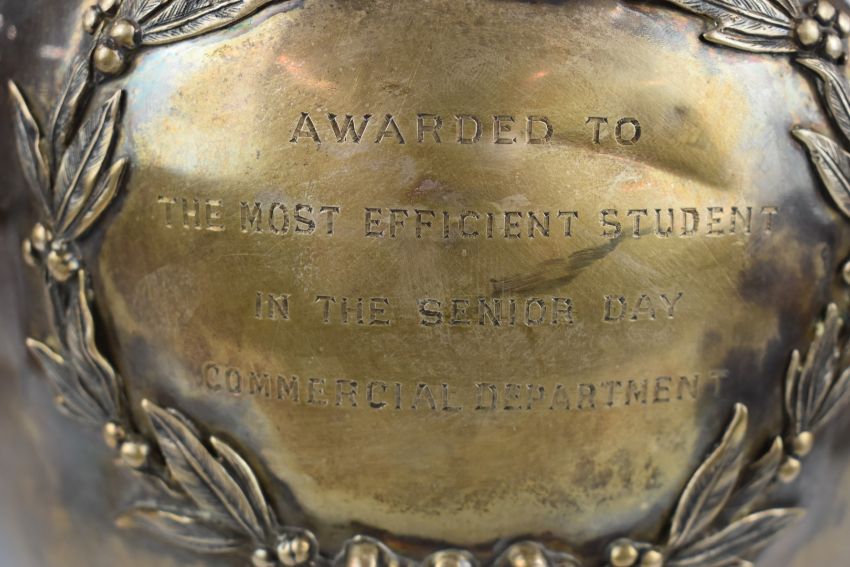 AWARDED TO
THE MOST EFFICIENT STUDENT
IN THE SENIOR DAY
COMMERCIAL DEPARTMENT